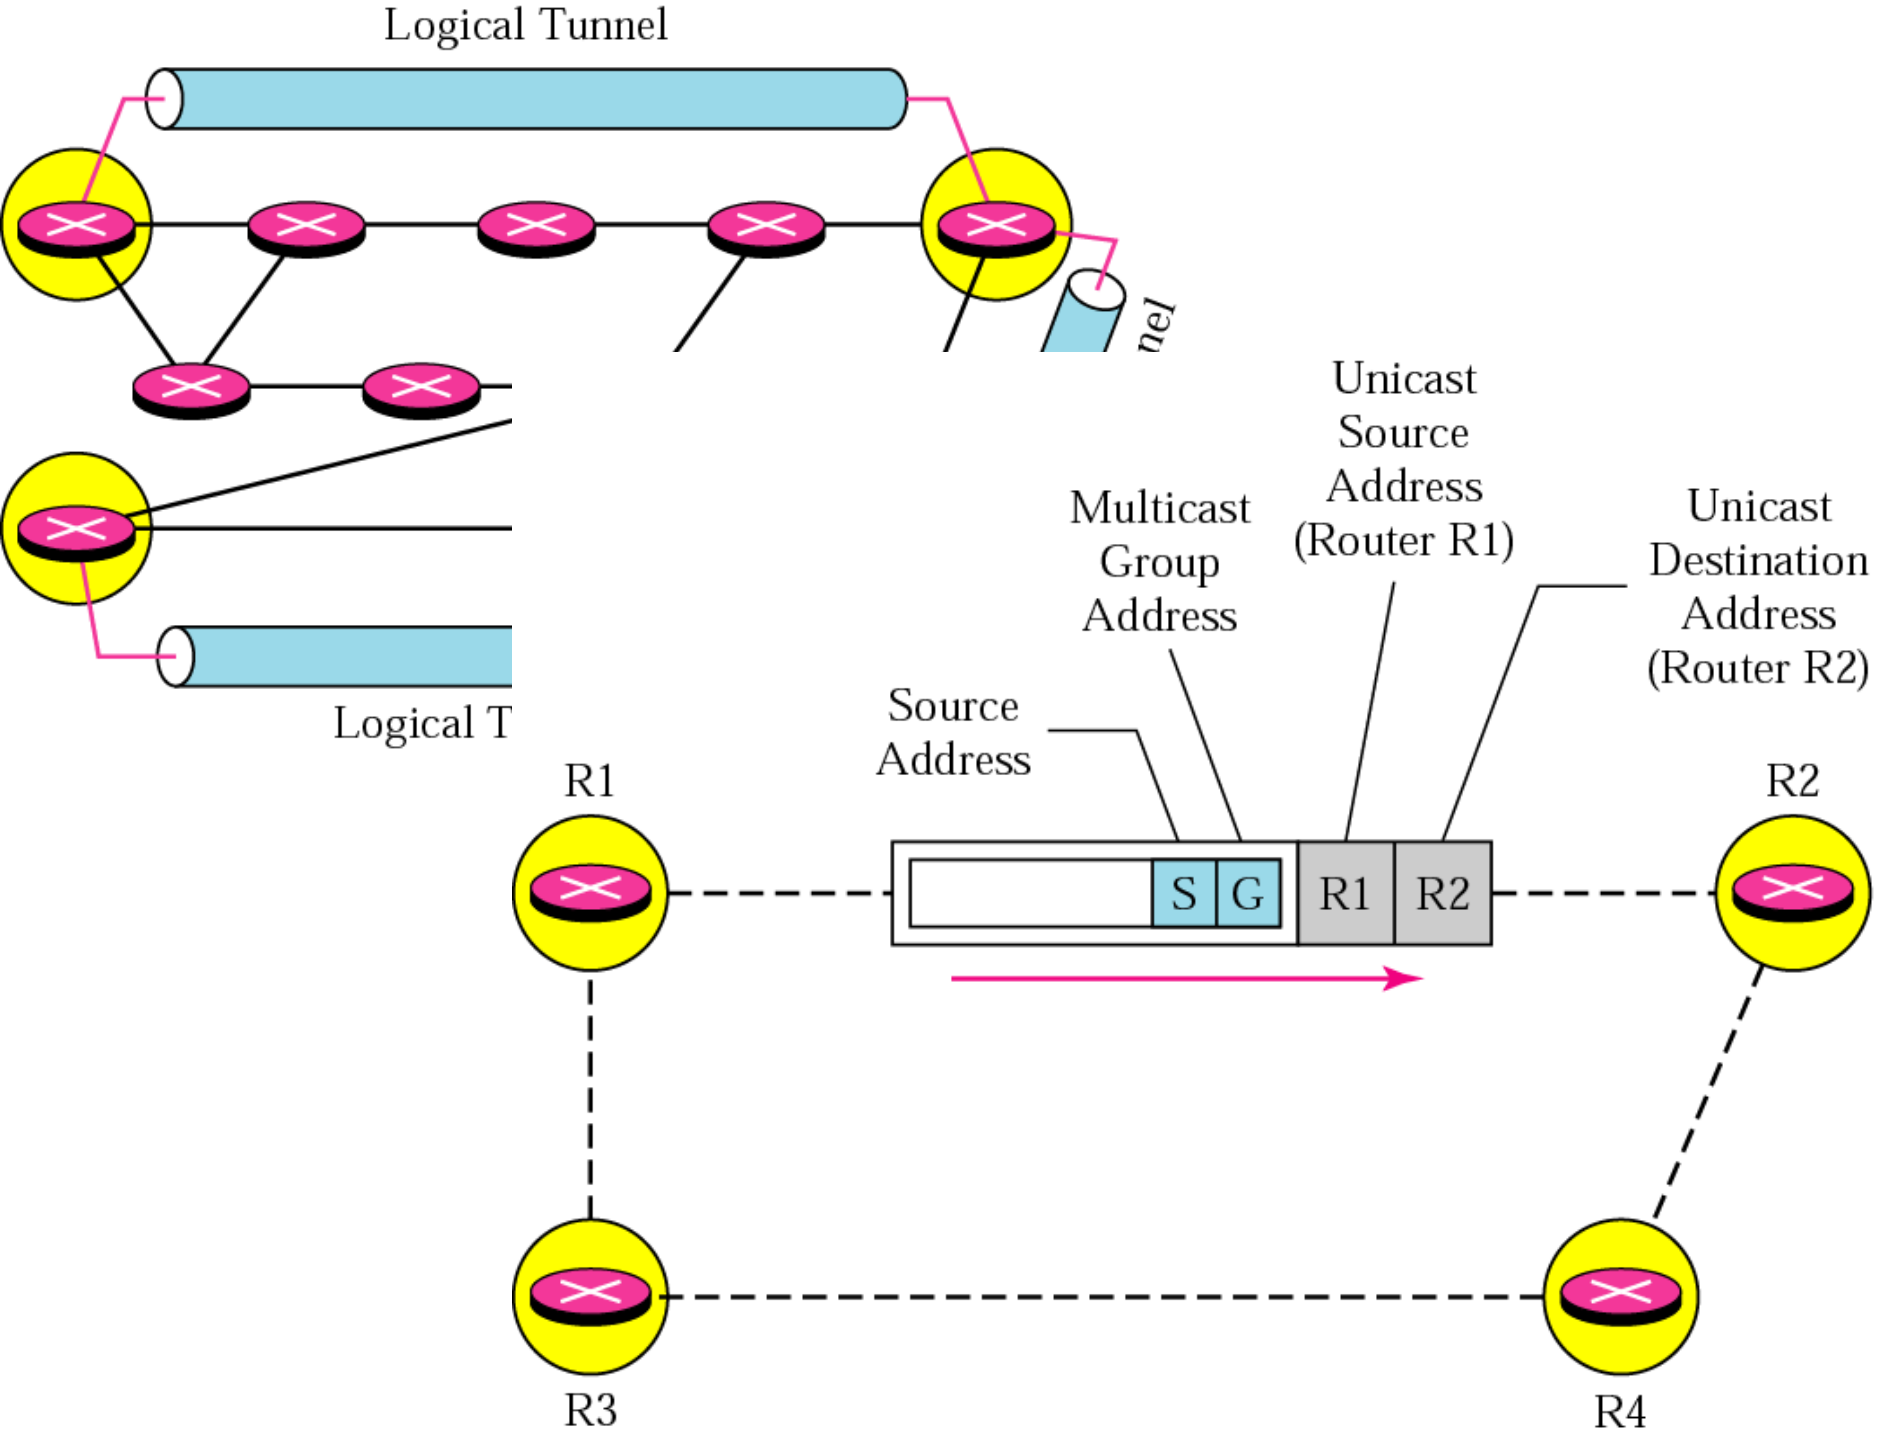 Logical Tunnel
nel
Unicast
Source
Address
(Router R1)
Multicast
Group
Address
Unicast
Destination
Address
(Router R2)
Source
Address
Logical T
R1
R2
S G R1 R2
R3
R4